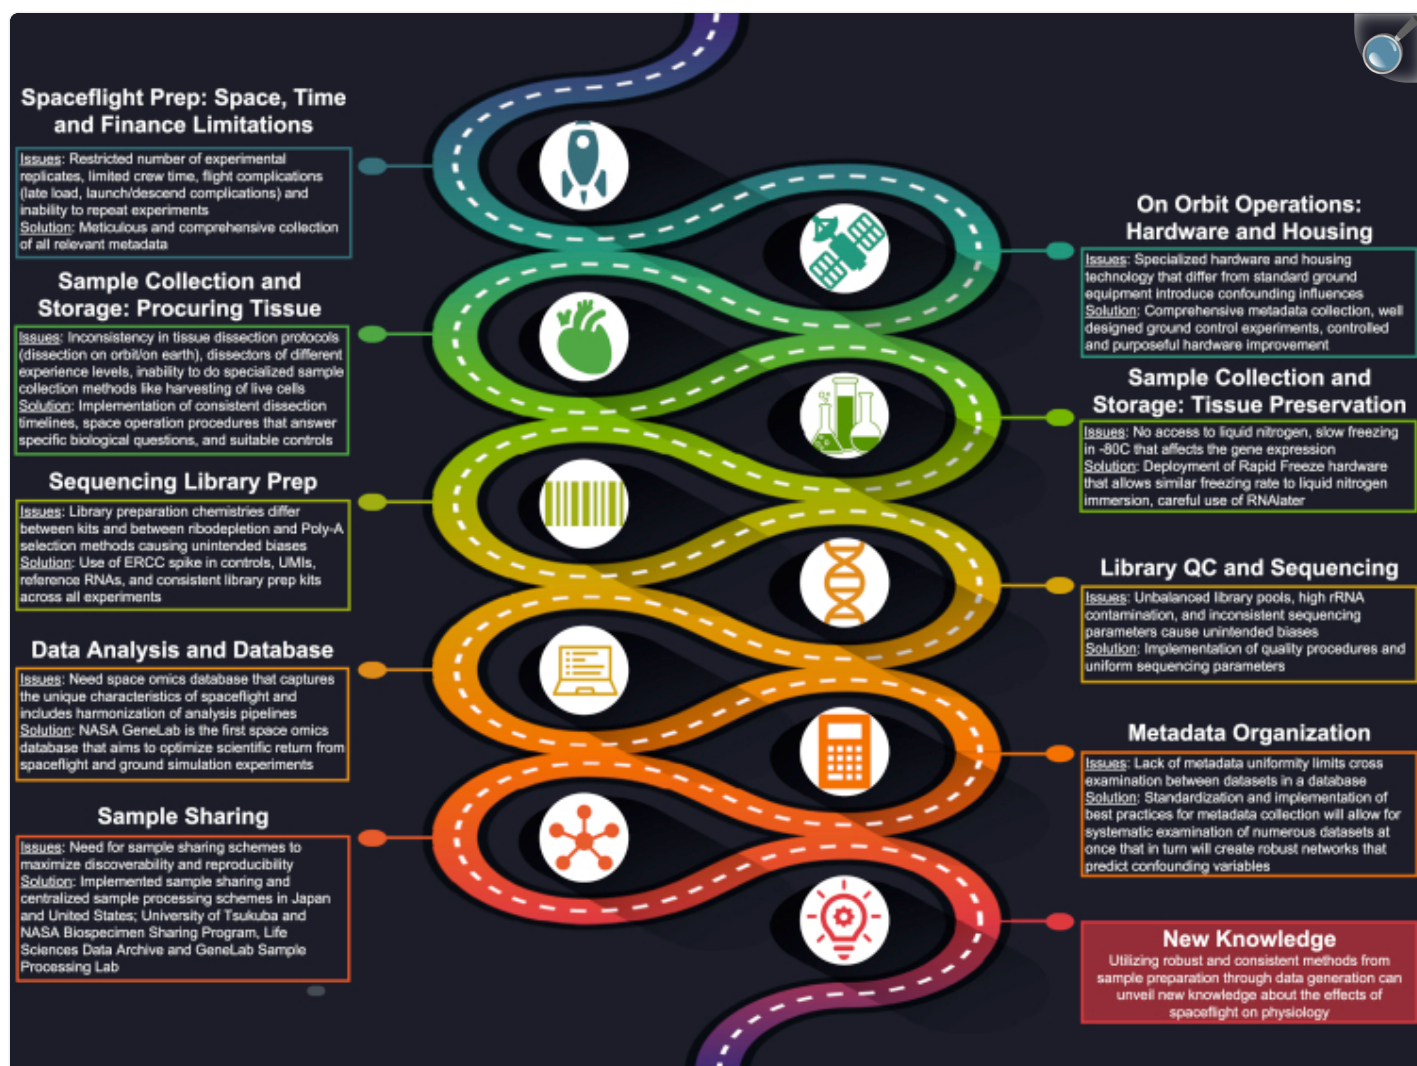 Spaceflight Prep: Space, Time
and Finance Limitations
Issues: Restricted number of experimental
replicates, limited crew time, flight complications
(late load, launch/descend complications) and
inability to repeat experiments
Solution: Meticulous and comprehensive collection
of all relevant metadata
On Orbit Operations:
Hardware and Housing
Issues: Specialized hardware and housing
technology that differ from standard ground
equipment introduce confounding influences
Solution: Comprehensive metadata collection, well
designed ground control experiments, controlled
and purposeful hardware improvement
Sample Collection and
Storage: Procuring Tissue
Issues: Inconsistency in tissue dissection protocols
(dissection on orbit/on earth), dissectors of different
experience levels, inability to do specialized sample
collection methods like harvesting of live cells
Solution: Implementation of consistent dissection
timelines, space operation procedures that answer
specific biological questions, and suitable controls
Sample Collection and
Storage: Tissue Preservation
Issues: No access to liquid nitrogen, slow freezing
in -80C that affects the gene expression
Solution: Deployment of Rapid Freeze hardware
that allows similar freezing rate to liquid nitrogen
immersion, careful use of RNAlater
Sequencing Library Prep
Issues: Library preparation chemistries differ
between kits and between ribodepletion and Poly-A
selection methods causing unintended biases
Solution: Use of ERCC spike in controls, UMIs,
reference RNAs, and consistent library prep kits
across all experiments
Library QC and Sequencing
Issues: Unbalanced library pools, high rRNA
contamination, and inconsistent sequencing
parameters cause unintended biases
Solution: Implementation of quality procedures and
uniform sequencing parameters
Data Analysis and Database
Issues: Need space omics database that captures
the unique characteristics of spaceflight and
includes harmonization of analysis pipelines
Solution: NASA GeneLab is the first space omics
database that aims to optimize scientific return from
spaceflight and ground simulation experiments
Metadata Organization
Issues: Lack of metadata uniformity limits cross
examination between datasets in a database
Solution: Standardization and implementation of
best practices for metadata collection will allow for
systematic examination of numerous datasets at
once that in turn will create robust networks that
predict confounding variables
Sample Sharing
Issues: Need for sample sharing schemes to
maximize discoverability and reproducibility
Solution: Implemented sample sharing and
centralized sample processing schemes in Japan
and United States; University of Tsukuba and
NASA Biospecimen Sharing Program, Life
Sciences Data Archive and GeneLab Sample
Processing Lab
New Knowledge
Utilizing robust and consistent methods from
sample preparation through data generation can
unveil new knowledge about the effects of
spaceflight on physiology